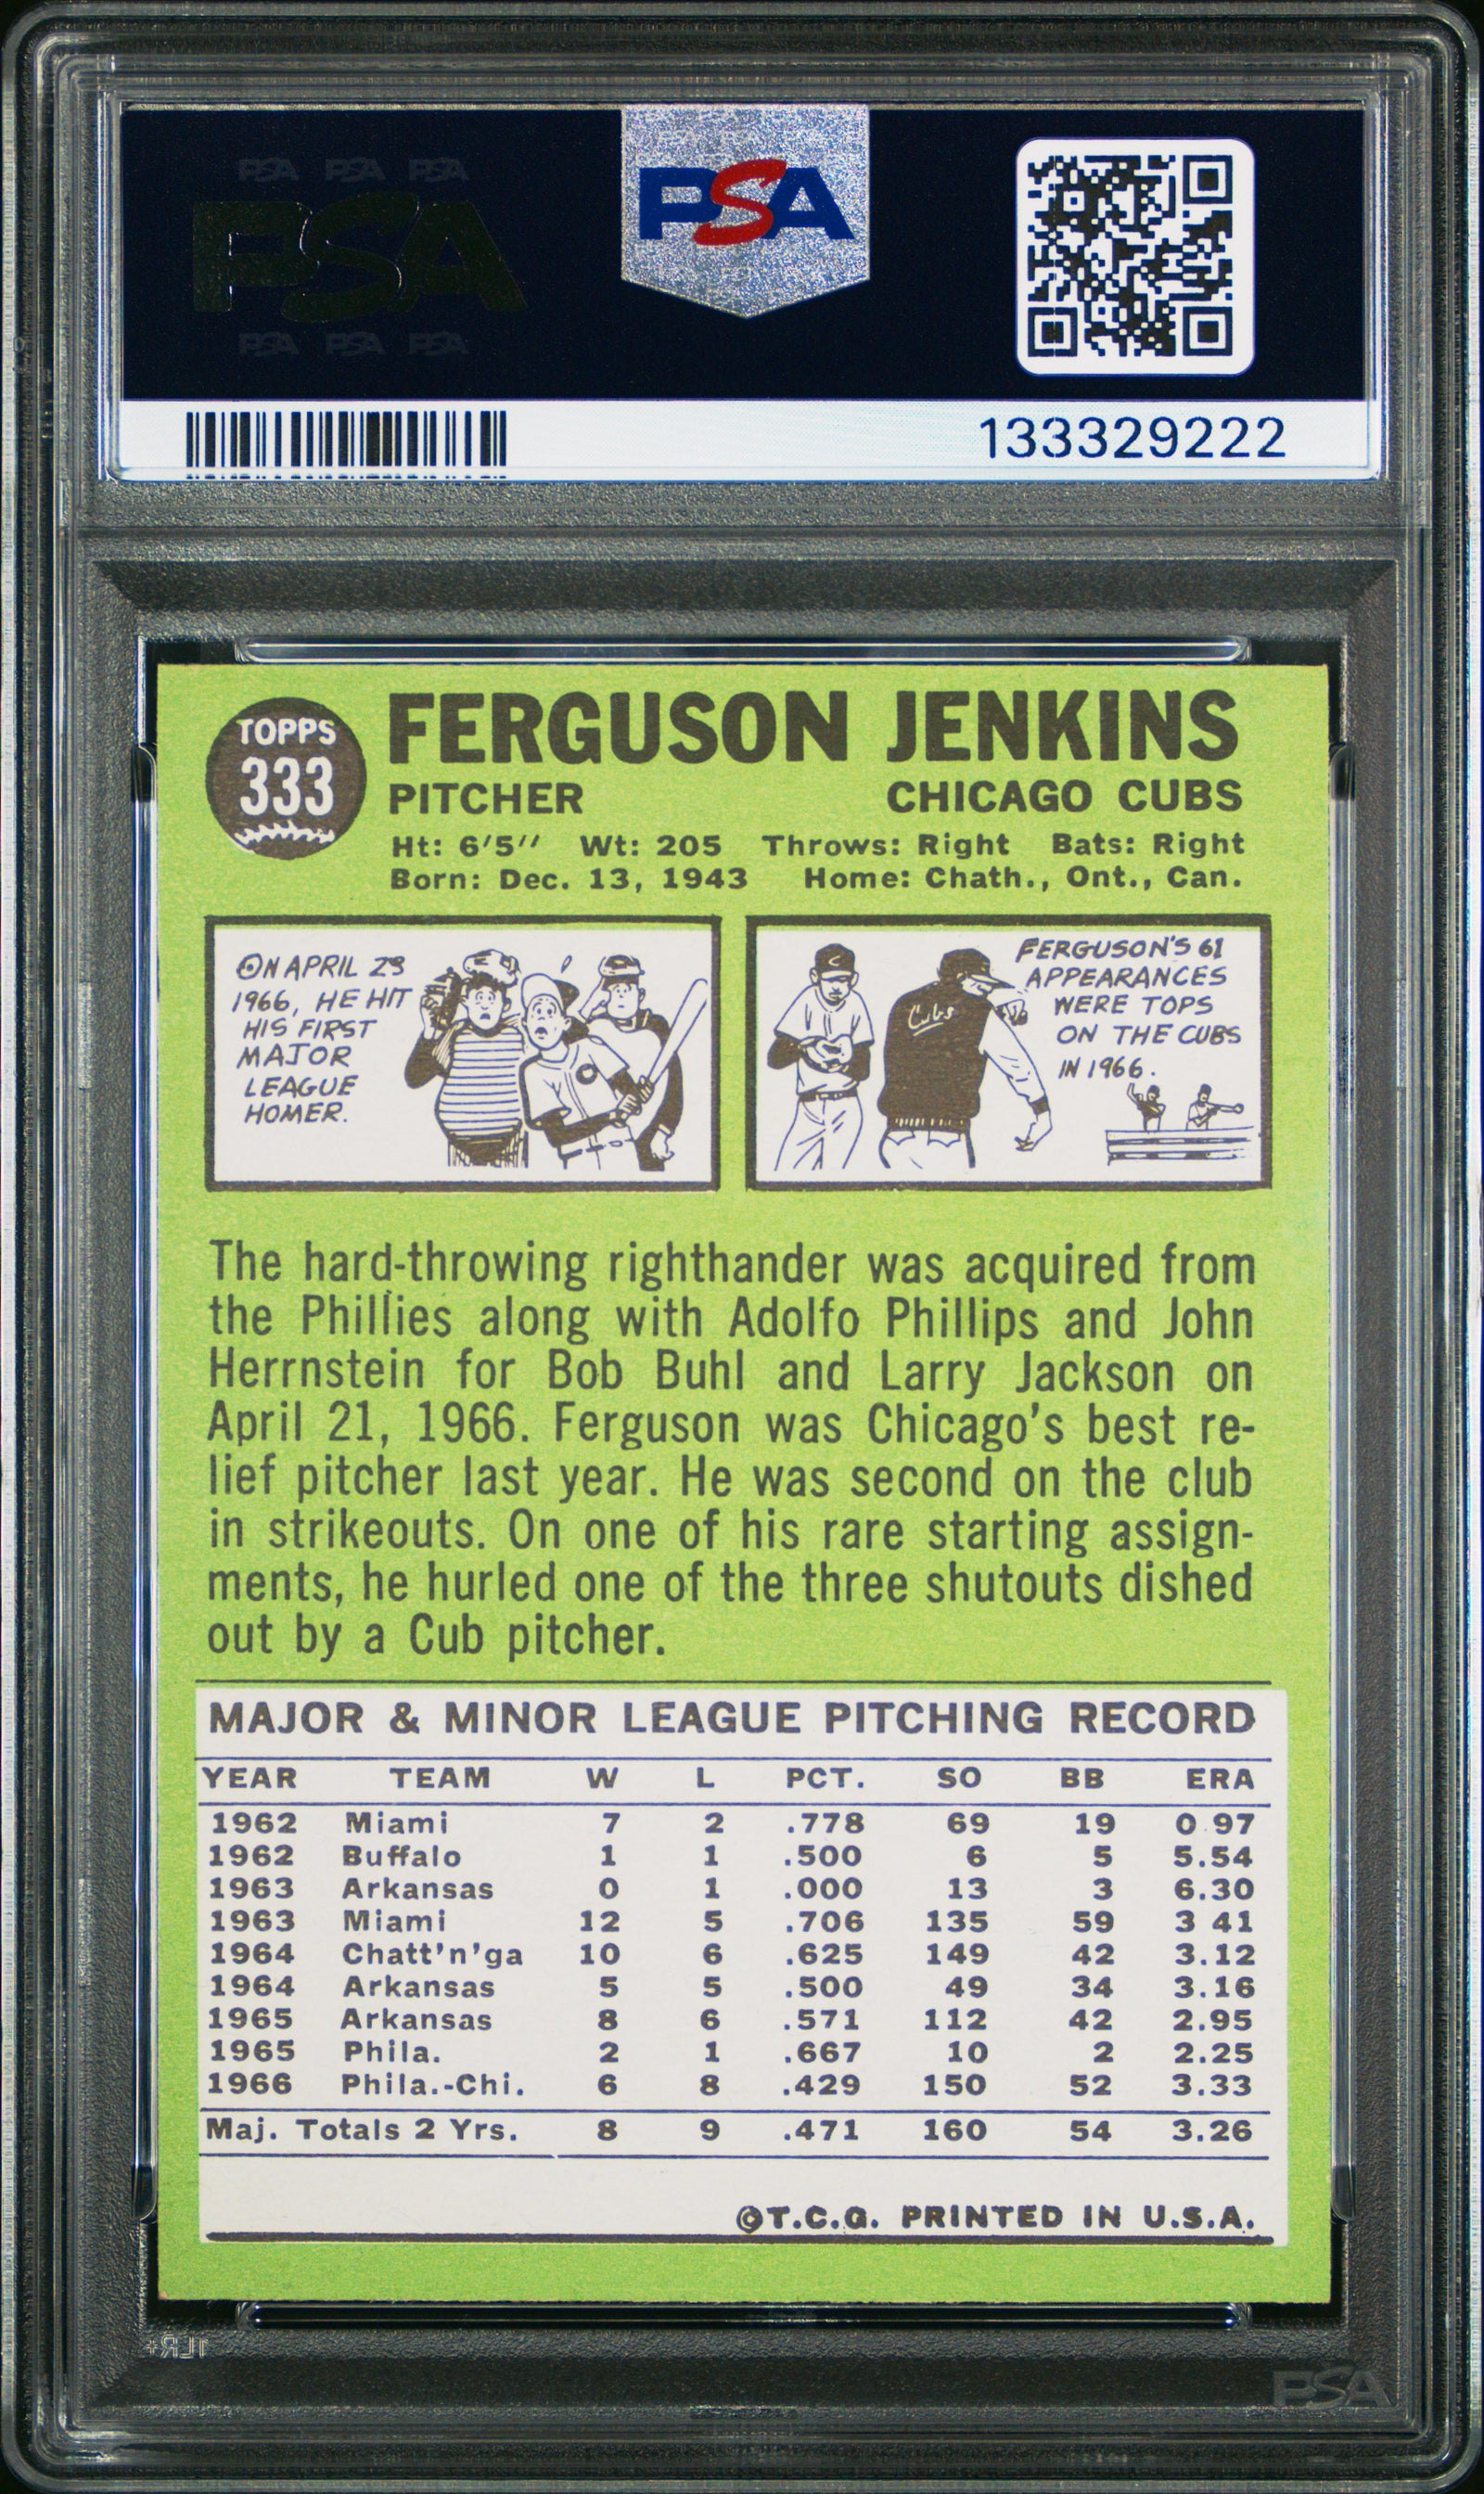 PSA PSA PSA
PSA
PSA PSA PSA
PSA
133329222
TOPPS
333
FERGUSON JENKINS
PITCHER CHICAGO CUBS
Ht: 6'5" Wt: 205 Throws: Right Bats: Right
Born: Dec. 13, 1943 Home: Chath., Ont., Can.
ON APRIL 29
1966, HE HIT
HIS FIRST
MAJOR
LEAGUE
HOMER.
C
C
Cubs
FERGUSON'S 61
APPEARANCES
WERE TOPS
ON THE CUBS
IN 1966.
The hard-throwing righthander was acquired from
the Phillies along with Adolfo Phillips and John
Herrnstein for Bob Buhl and Larry Jackson on
April 21, 1966. Ferguson was Chicago's best re-
lief pitcher last year. He was second on the club
in strikeouts. On one of his rare starting assign-
ments, he hurled one of the three shutouts dished
out by a Cub pitcher.
MAJOR & MINOR LEAGUE PITCHING RECORD
YEAR TEAM W L PCT. SO BB ERA
1962 Miami 7 2 .778 69 19 0.97
1962 Buffalo 1 1 .500 6 5 5.54
1963 Arkansas 0 1 .000 13 3 6.30
1963 Miami 12 5 .706 135 59 3 41
1964 Chatt'n'ga 10 6 .625 149 42 3.12
1964 Arkansas 5 5 .500 49 34 3.16
1965 Arkansas 8 6 .571 112 42 2.95
1965 Phila. 2 1 .667 10 2 2.25
1966 Phila.-Chi. 6 8 .429 150 52 3.33
Maj. Totals 2 Yrs. 8 9 .471 160 54 3.26
©T.C.G. PRINTED IN U.S.A.
PSA